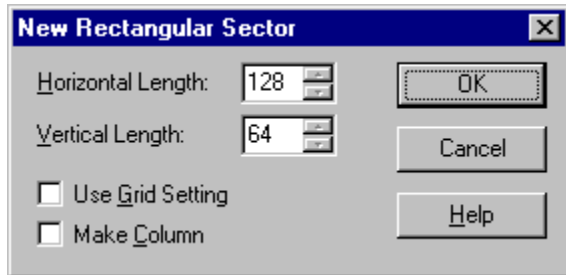 New Rectangular Sector
Horizontal Length: 128 OK
Vertical Length: 64 Cancel
Use Grid Setting
Make Column Help